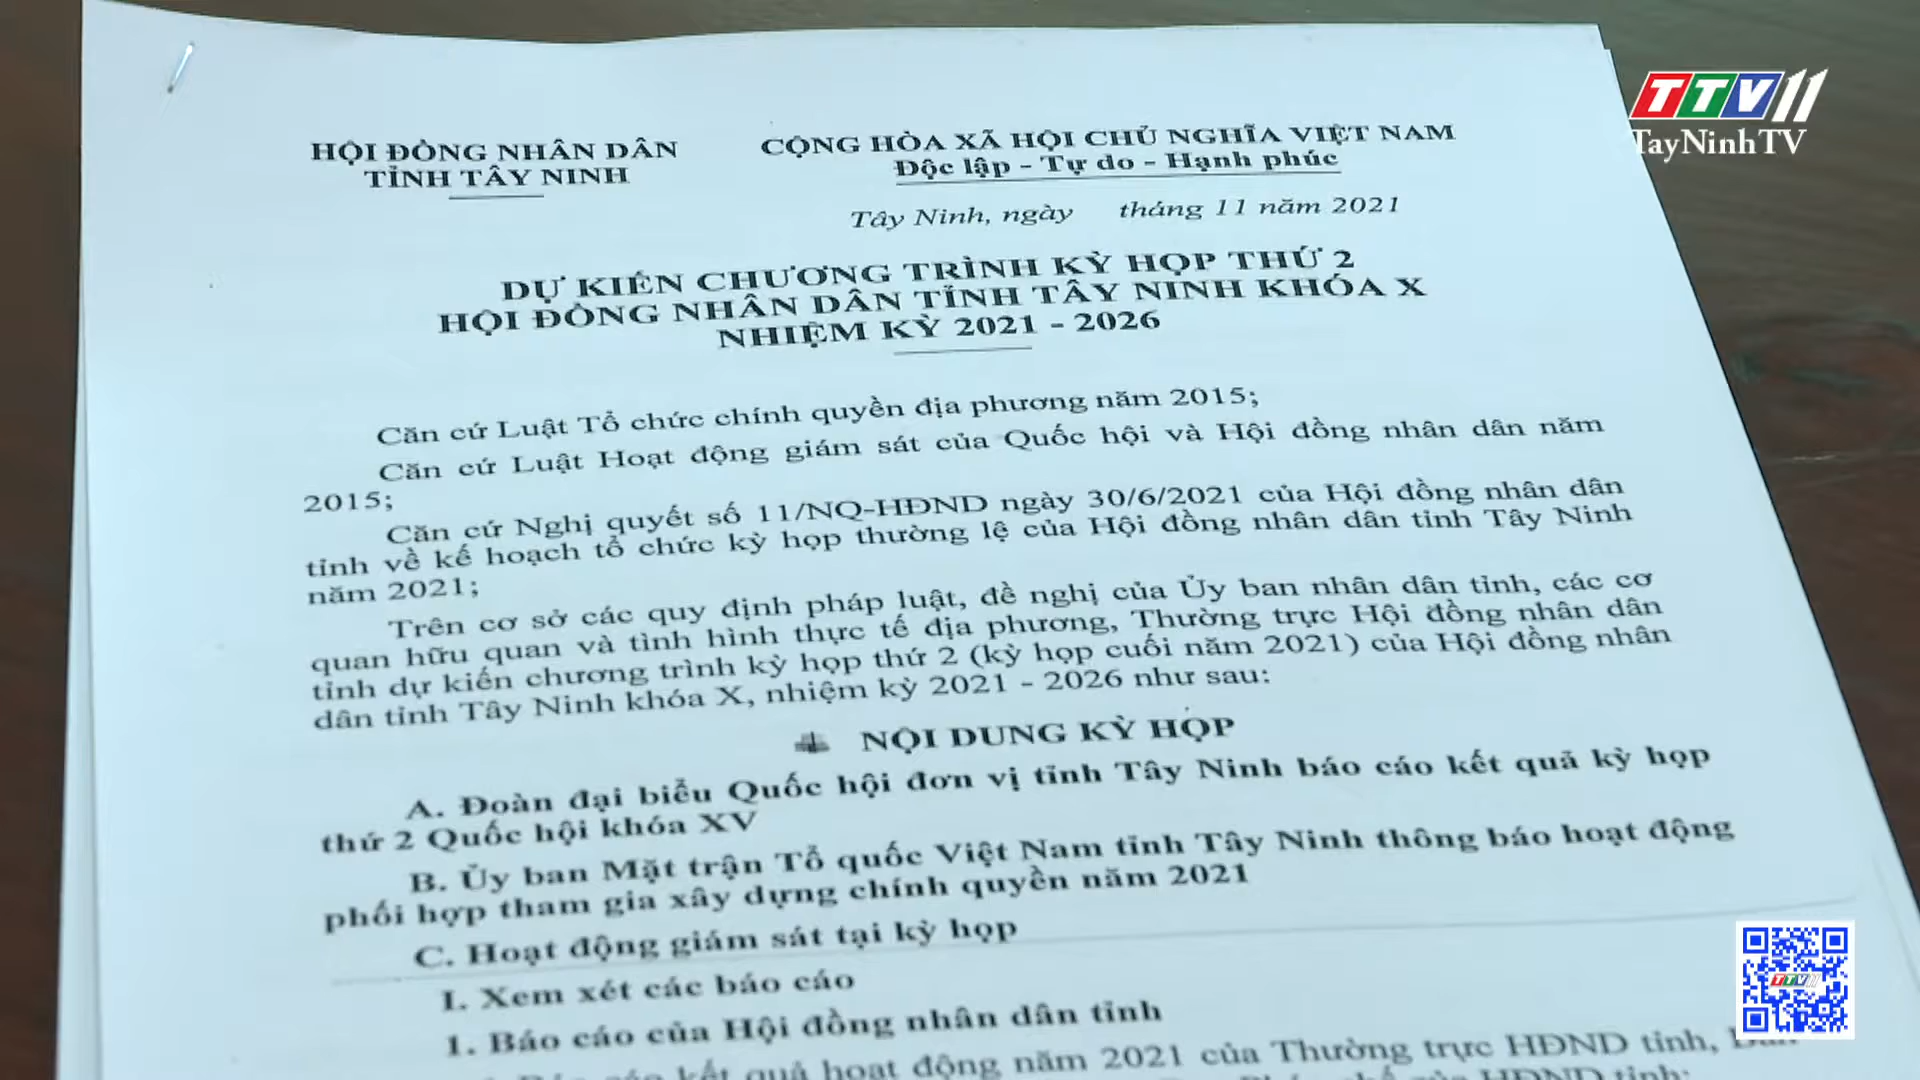 TTV11
TayNinhTV
HỘI ĐỒNG NHÂN DÂN
TỈNH TÂY NINH
CỘNG HÒA XÃ HỘI CHỦ NGHĨA VIỆT NAM
Độc lập - Tự do - Hạnh phúc
Tây Ninh, ngày tháng 11 năm 2021
DỰ KIẾN CHƯƠNG TRÌNH KỲ HỌP THỨ 2
HỘI ĐỒNG NHÂN DÂN TỈNH TÂY NINH KHÓA X
NHIỆM KỲ 2021 - 2026
Căn cứ Luật Tổ chức chính quyền địa phương năm 2015;
Căn cứ Luật Hoạt động giám sát của Quốc hội và Hội đồng nhân dân năm
2015;
Căn cứ Nghị quyết số 11/NQ-HĐND ngày 30/6/2021 của Hội đồng nhân dân
tỉnh về kế hoạch tổ chức kỳ họp thường lệ của Hội đồng nhân dân tỉnh Tây Ninh
năm 2021;
Trên cơ sở các quy định pháp luật, đề nghị của Ủy ban nhân dân tỉnh, các cơ
quan hữu quan và tình hình thực tế địa phương, Thường trực Hội đồng nhân dân
tỉnh dự kiến chương trình kỳ họp thứ 2 (kỳ họp cuối năm 2021) của Hội đồng nhân
dân tỉnh Tây Ninh khóa X, nhiệm kỳ 2021 - 2026 như sau:
NỘI DUNG KỲ HỌP
A. Đoàn đại biểu Quốc hội đơn vị tỉnh Tây Ninh báo cáo kết quả kỳ họp
thứ 2 Quốc hội khóa XV
B. Ủy ban Mặt trận Tổ quốc Việt Nam tỉnh Tây Ninh thông báo hoạt động
phối hợp tham gia xây dựng chính quyền năm 2021
C. Hoạt động giám sát tại kỳ họp
I. Xem xét các báo cáo
1. Báo cáo của Hội đồng nhân dân tỉnh
Báo cáo kết quả hoạt động năm 2021 của Thường trực HĐND tỉnh,
của HĐND tỉnh;
TTV11